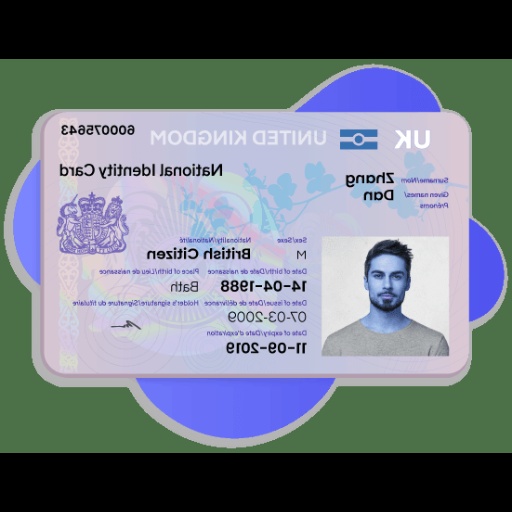 UK UNITED KINGDOM 600075643
National Identity Card
Surname/Nom Zhang
Given names/Prénoms Dan
Sex/Sexe Nationality/Nationalité
M British Citizen
Date of birth/Date de naissance Place of birth/Lieu de naissance
14-04-1988 Bath
Date of issue/Date de délivrance Holder's signature/Signature du titulaire
07-03-2009
Date of expiry/Date d'expiration
11-09-2019